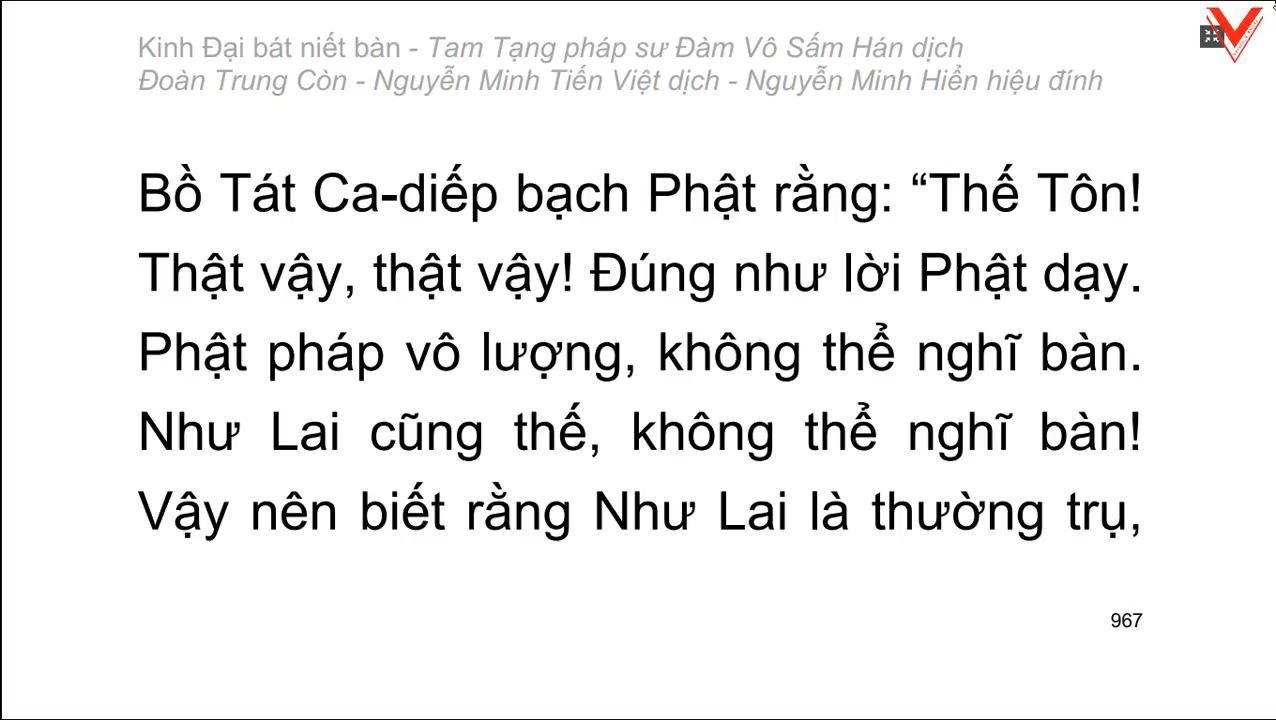 Kinh Đại bát niết bàn - Tam Tạng pháp sư Đàm Vô Sấm Hán dịch
Đoàn Trung Còn - Nguyễn Minh Tiến Việt dịch - Nguyễn Minh Hiển hiệu đính
Bồ Tát Ca-diếp bạch Phật rằng: “Thế Tôn!
Thật vậy, thật vậy! Đúng như lời Phật dạy.
Phật pháp vô lượng, không thể nghĩ bàn.
Như Lai cũng thế, không thể nghĩ bàn!
Vậy nên biết rằng Như Lai là thường trụ,
967